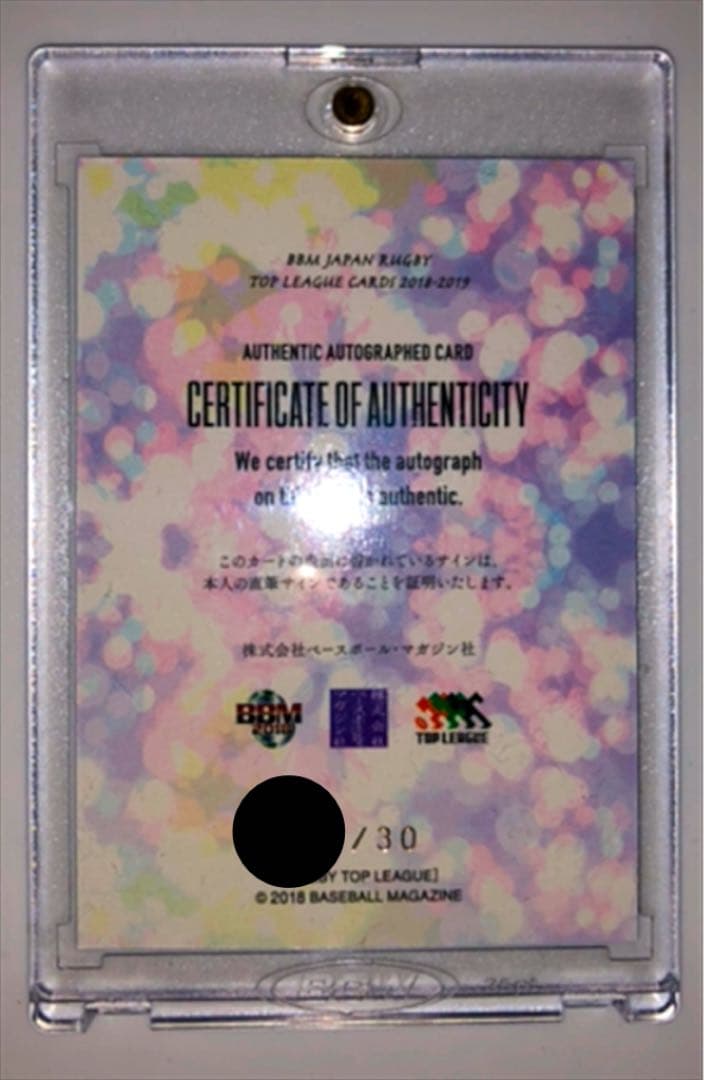 BBM JAPAN RUGBY
TOP LEAGUE CARDS 2018-2019
AUTHENTIC AUTOGRAPHED CARD
CERTIFICATE OF AUTHENTICITY
We certify that the autograph
on authentic.
このカードの表面に書かれているサインは、
本人の直筆サインであることを証明いたします。
株式会社ベースボール・マガジン社
BBM
2018
TOP LEAGUE
/30
BY TOP LEAGUE]
© 2018 BASEBALL MAGAZINE